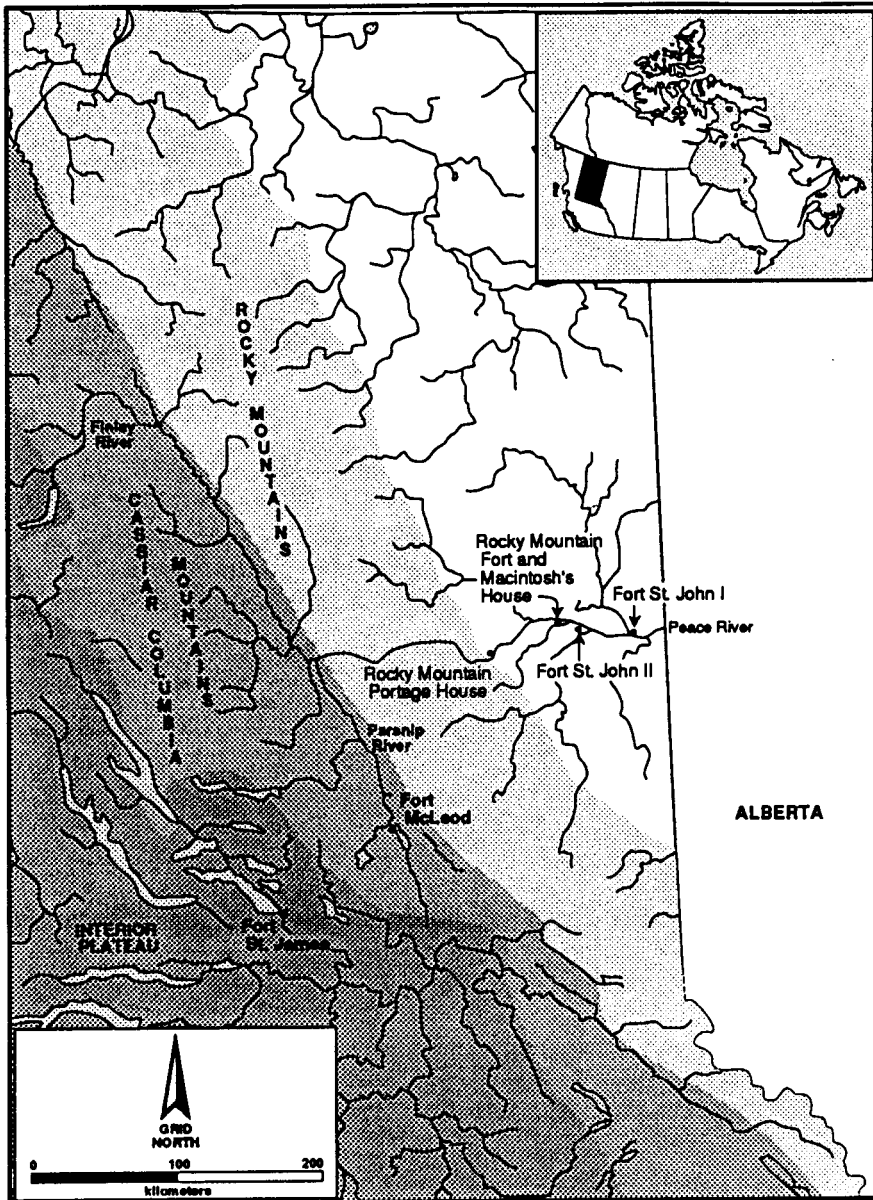 ROCKY MOUNTAINS
Finlay
River
CASSIAR COLUMBIA
MOUNTAINS
Rocky Mountain
Fort and
Macintosh's
House
Fort St. John I
Peace River
Rocky Mountain
Portage House
Fort St. John II
Parsnip
River
Fort
McLeod
ALBERTA
INTERIOR
PLATEAU
Fort
St. James
GRID
NORTH
0 100 200
kilometers